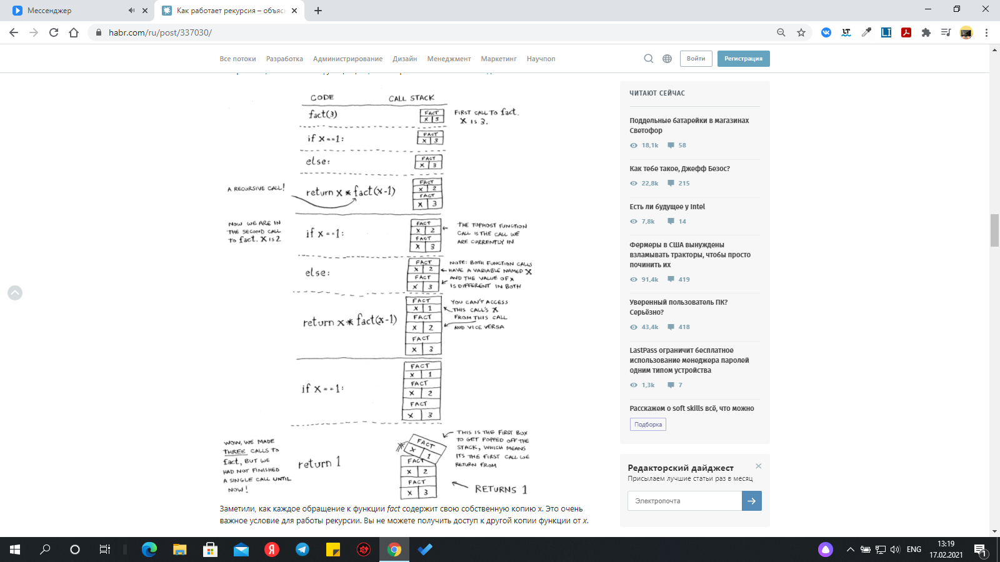 Мессенджер
Как работает рекурсия – объясн
habr.com/ru/post/337030/
Все потоки Разработка Администрирование Дизайн Менеджмент Маркетинг Научпоп
Войти
Регистрация
CODE CALL STACK
fact(3)
FACT
X 3
FIRST CALL TO fact.
X IS 3.
if x==1:
FACT
X 3
else:
FACT
X 3
A RECURSIVE CALL!
return x * fact(x-1)
FACT
X 2
FACT
X 3
NOW WE ARE IN
THE SECOND CALL
TO fact. X IS 2
if x==1:
FACT
X 2
FACT
X 3
THE TOPMOST FUNCTION
CALL IS THE CALL WE
ARE CURRENTLY IN
else:
FACT
X 2
FACT
X 3
NOTE: BOTH FUNCTION CALLS
HAVE A VARIABLE NAMED X
AND THE VALUE OF X
IS DIFFERENT IN BOTH
return x * fact(x-1)
FACT
X 1
FACT
X 2
FACT
X 3
YOU CAN'T ACCESS
THIS CALL'S X
FROM THIS CALL
AND VICE VERSA
if x==1:
FACT
X 1
FACT
X 2
FACT
X 3
WOW, WE MADE
THREE CALLS TO
fact, BUT WE
HAD NOT FINISHED
A SINGLE CALL UNTIL
NOW!
return 1
FACT
X 1
FACT
X 2
FACT
X 3
THIS IS THE FIRST BOX
TO GET POPPED OFF THE
STACK, WHICH MEANS
ITS THE FIRST CALL WE
RETURN FROM
RETURNS 1
Заметили, как каждое обращение к функции fact содержит свою собственную копию x. Это очень
важное условие для работы рекурсии. Вы не можете получить доступ к другой копии функции от x.
ЧИТАЮТ СЕЙЧАС
Поддельные батарейки в магазинах
Светофор
18,1k 58
Как тебе такое, Джефф Безос?
22,8k 215
Есть ли будущее у Intel
7,8k 14
Фермеры в США вынуждены
взламывать тракторы, чтобы просто
починить их
91,4k 419
Уверенный пользователь ПК?
Серьёзно?
43,4k 418
LastPass ограничит бесплатное
использование менеджера паролей
одним типом устройства
1,3k 7
Расскажем о soft skills всё, что можно
Подборка
Редакторский дайджест
Присылаем лучшие статьи раз в месяц
Электропочта
ENG
13:19
17.02.2021
1